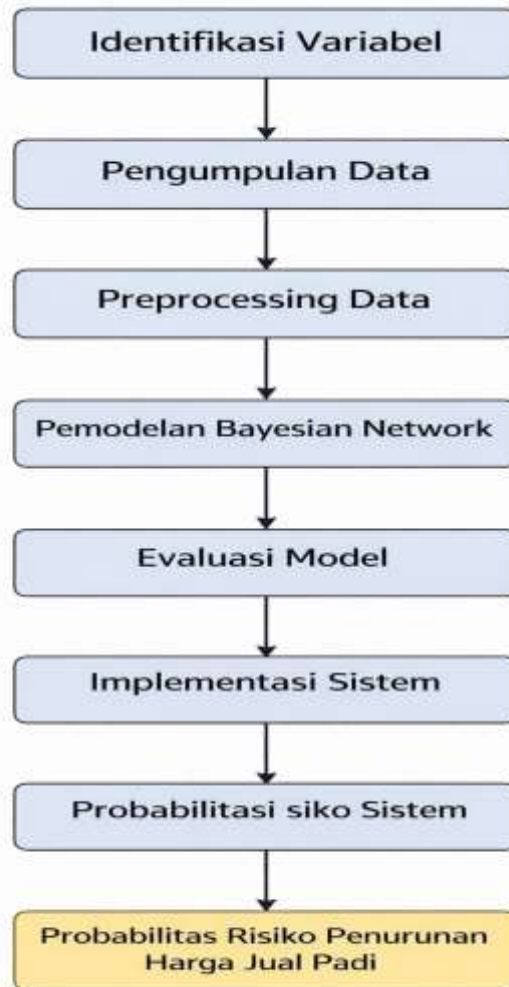 Identifikasi Variabel
Pengumpulan Data
Preprocessing Data
Pemodelan Bayesian Network
Evaluasi Model
Implementasi Sistem
Probabilitasi siko Sistem
Probabilitas Risiko Penurunan
Harga Jual Padi